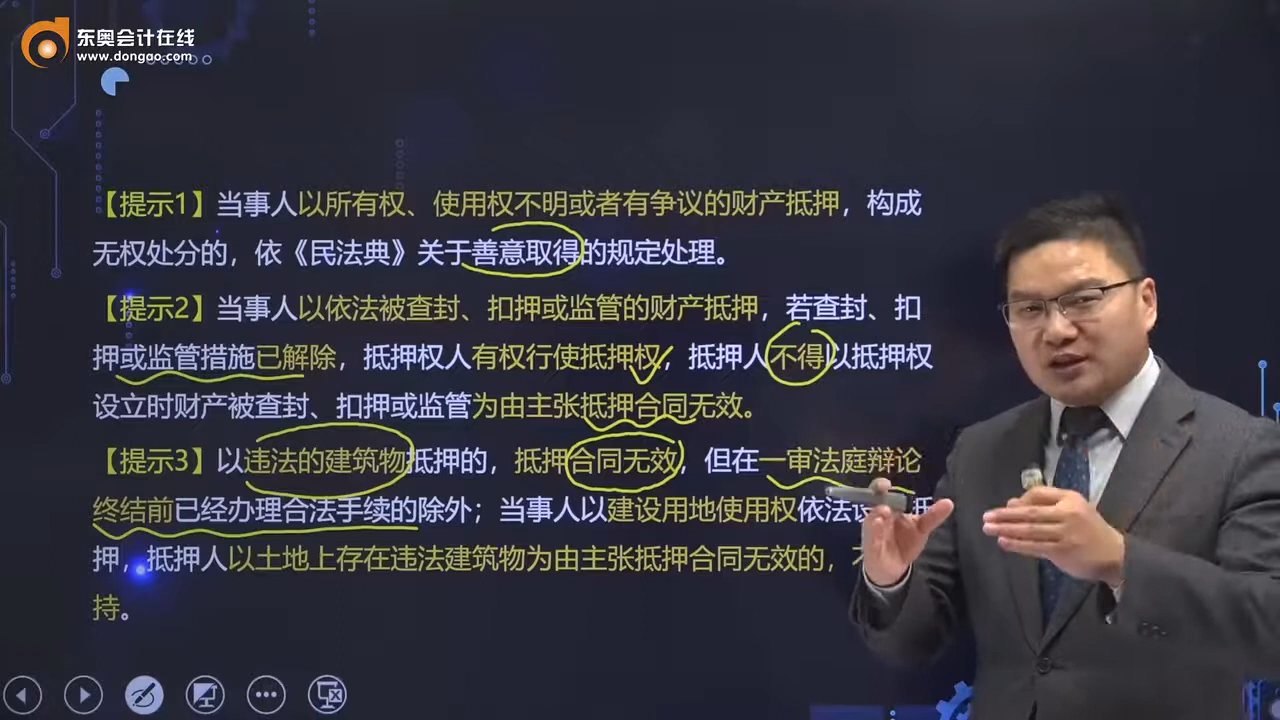 东奥会计在线
www.dongao.com
【提示1】当事人以所有权、使用权不明或者有争议的财产抵押，构成
无权处分的，依《民法典》关于善意取得的规定处理。
【提示2】当事人以依法被查封、扣押或监管的财产抵押，若查封、扣
押或监管措施已解除，抵押权人有权行使抵押权，抵押人不得以抵押权
设立时财产被查封、扣押或监管为由主张抵押合同无效。
【提示3】以违法的建筑物抵押的，抵押合同无效，但在一审法庭辩论
终结前已经办理合法手续的除外；当事人以建设用地使用权依法
押，抵押人以土地上存在违法建筑物为由主张抵押合同无效的，
持。